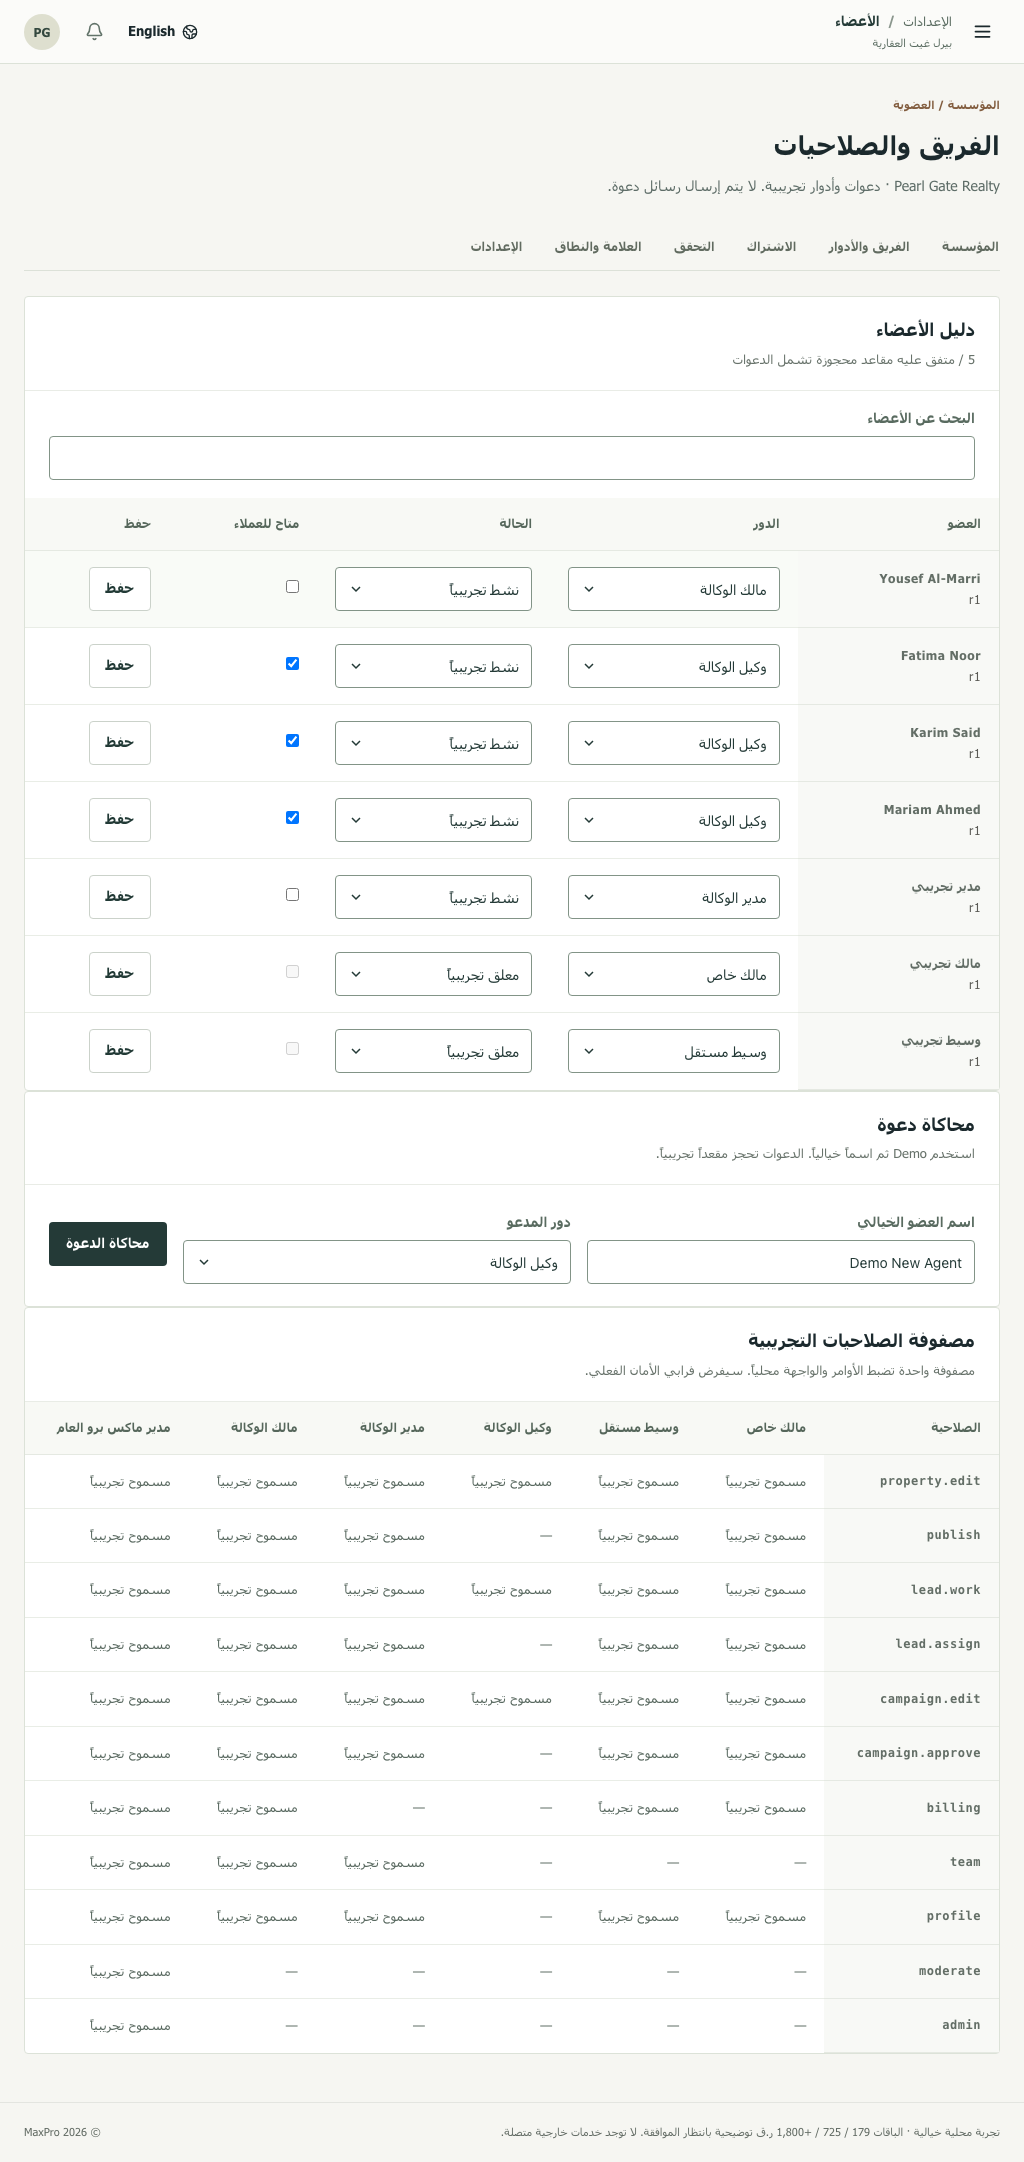 الإعدادات / الأعضاء
بيرل غيت العقارية
English
PG
المؤسسة / العضوية
الفريق والصلاحيات
Pearl Gate Realty · دعوات وأدوار تجريبية. لا يتم إرسال رسائل دعوة.
المؤسسة الفريق والأدوار الاشتراك التحقق العلامة والنطاق الإعدادات
دليل الأعضاء
5 / متفق عليه مقاعد محجوزة تشمل الدعوات
البحث عن الأعضاء
العضو الدور الحالة متاح للعملاء حفظ
Yousef Al-Marri مالك الوكالة نشط تجريبياً حفظ
r1
Fatima Noor وكيل الوكالة نشط تجريبياً حفظ
r1
Karim Said وكيل الوكالة نشط تجريبياً حفظ
r1
Mariam Ahmed وكيل الوكالة نشط تجريبياً حفظ
r1
مدير تجريبي مدير الوكالة نشط تجريبياً حفظ
r1
مالك تجريبي مالك خاص معلق تجريبياً حفظ
r1
وسيط تجريبي وسيط مستقل معلق تجريبياً حفظ
r1
محاكاة دعوة
استخدم Demo ثم اسماً خيالياً. الدعوات تحجز مقعداً تجريبياً.
اسم العضو الخيالي دور المدعو
Demo New Agent وكيل الوكالة محاكاة الدعوة
مصفوفة الصلاحيات التجريبية
مصفوفة واحدة تضبط الأوامر والواجهة محلياً. سيفرض فرابي الأمان الفعلي.
الصلاحية مالك خاص وسيط مستقل وكيل الوكالة مدير الوكالة مالك الوكالة مدير ماكس برو العام
property.edit مسموح تجريبياً مسموح تجريبياً مسموح تجريبياً مسموح تجريبياً مسموح تجريبياً مسموح تجريبياً
publish مسموح تجريبياً مسموح تجريبياً — مسموح تجريبياً مسموح تجريبياً مسموح تجريبياً
lead.work مسموح تجريبياً مسموح تجريبياً مسموح تجريبياً مسموح تجريبياً مسموح تجريبياً مسموح تجريبياً
lead.assign مسموح تجريبياً مسموح تجريبياً — مسموح تجريبياً مسموح تجريبياً مسموح تجريبياً
campaign.edit مسموح تجريبياً مسموح تجريبياً مسموح تجريبياً مسموح تجريبياً مسموح تجريبياً مسموح تجريبياً
campaign.approve مسموح تجريبياً مسموح تجريبياً — مسموح تجريبياً مسموح تجريبياً مسموح تجريبياً
billing مسموح تجريبياً مسموح تجريبياً — — مسموح تجريبياً مسموح تجريبياً
team — — — مسموح تجريبياً مسموح تجريبياً مسموح تجريبياً
profile مسموح تجريبياً مسموح تجريبياً — مسموح تجريبياً مسموح تجريبياً مسموح تجريبياً
moderate — — — — — مسموح تجريبياً
admin — — — — — مسموح تجريبياً
تجربة محلية خيالية · الباقات 179 / 725 / +1,800 ر.ق توضيحية بانتظار الموافقة. لا توجد خدمات خارجية متصلة.
© 2026 MaxPro